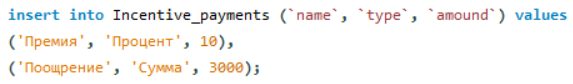 insert into Incentive_payments (`name`, `type`, `amound`) values
('Премия', 'Процент', 10),
('Поощрение', 'Сумма', 3000);